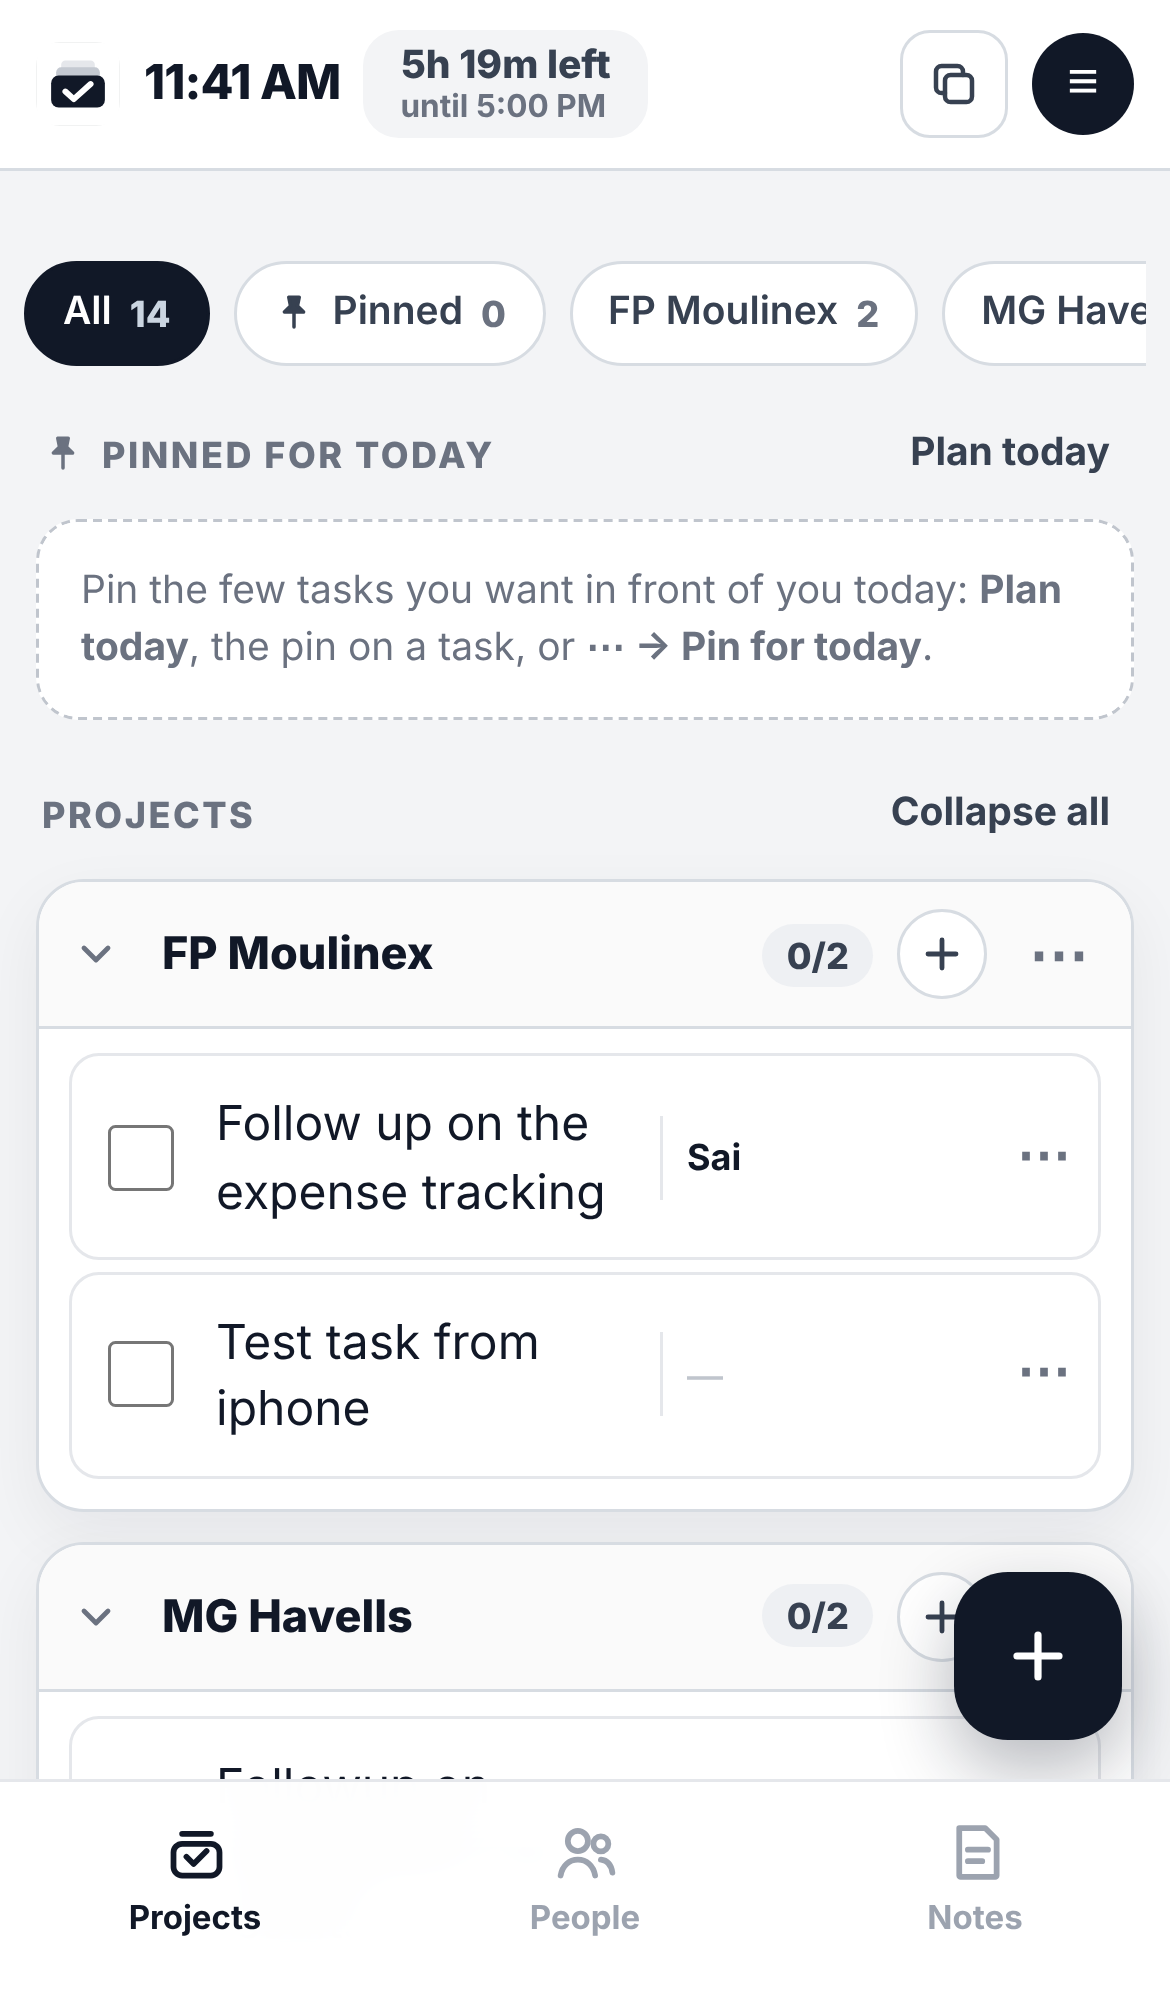 11:41 AM
5h 19m left
until 5:00 PM
All 14
Pinned 0
FP Moulinex 2
MG Have
PINNED FOR TODAY
Plan today
Pin the few tasks you want in front of you today: Plan
today, the pin on a task, or ··· → Pin for today.
PROJECTS
Collapse all
FP Moulinex
0/2
Follow up on the
expense tracking
Sai
Test task from
iphone
—
MG Havells
0/2
Followup on
Projects
People
Notes